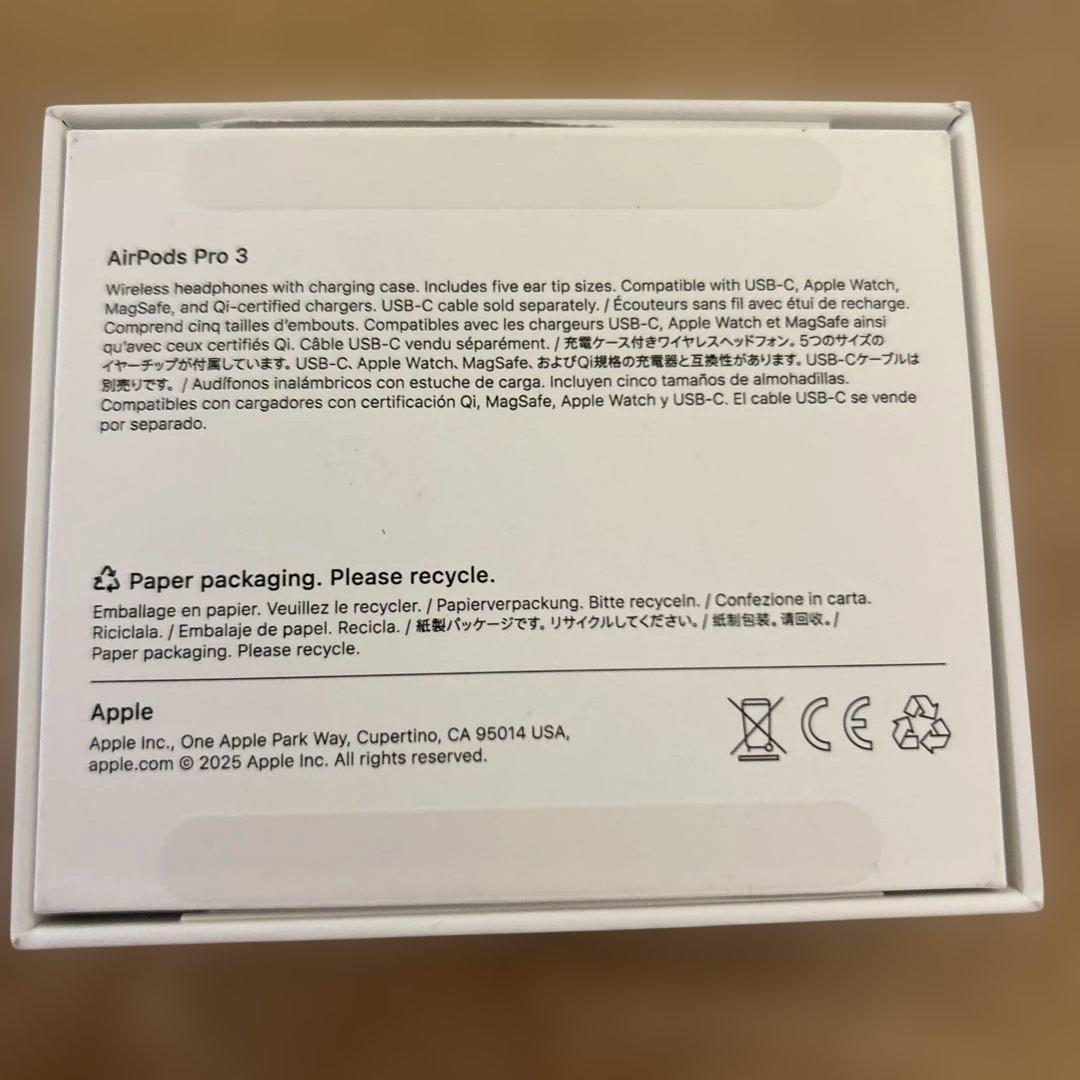 AirPods Pro 3
Wireless headphones with charging case. Includes five ear tip sizes. Compatible with USB-C, Apple Watch,
MagSafe, and Qi-certified chargers. USB-C cable sold separately. / Écouteurs sans fil avec étui de recharge.
Comprend cinq tailles d'embouts. Compatibles avec les chargeurs USB-C, Apple Watch et MagSafe ainsi
qu'avec ceux certifiés Qi. Câble USB-C vendu séparément. / 充電ケース付きワイヤレスヘッドフォン。5つのサイズの
イヤーチップが付属しています。USB-C、Apple Watch、MagSafe、およびQi規格の充電器と互換性があります。USB-Cケーブルは
別売りです。 / Audífonos inalámbricos con estuche de carga. Incluyen cinco tamaños de almohadillas.
Compatibles con cargadores con certificación Qi, MagSafe, Apple Watch y USB-C. El cable USB-C se vende
por separado.
Paper packaging. Please recycle.
Emballage en papier. Veuillez le recycler. / Papierverpackung. Bitte recyceln. / Confezione in carta.
Riciclala. / Embalaje de papel. Recicla. / 紙製パッケージです。リサイクルしてください。 / 纸制包装。请回收。 /
Paper packaging. Please recycle.
Apple
Apple Inc., One Apple Park Way, Cupertino, CA 95014 USA,
apple.com © 2025 Apple Inc. All rights reserved.
CE